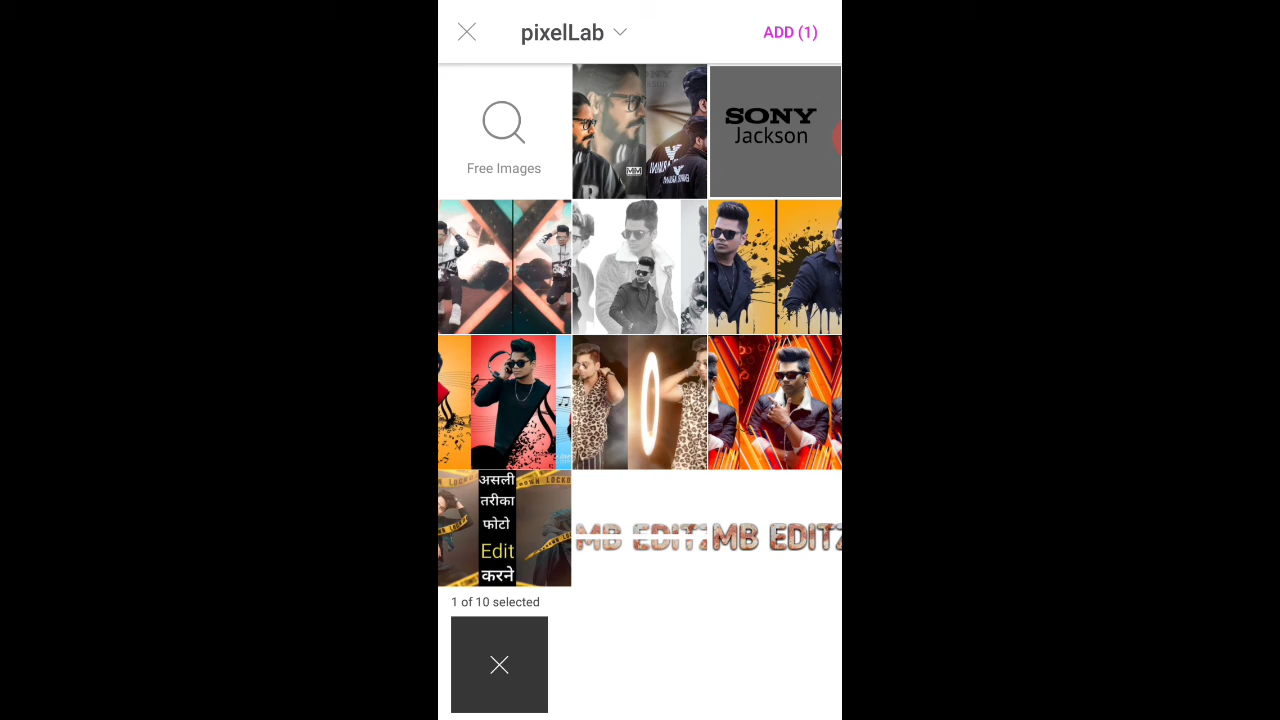 pixelLab
ADD (1)
Free Images
SONY
Jackson
असली
तरीका
फोटो
Edit
करने
MB EDITZ
MB EDITZ
1 of 10 selected